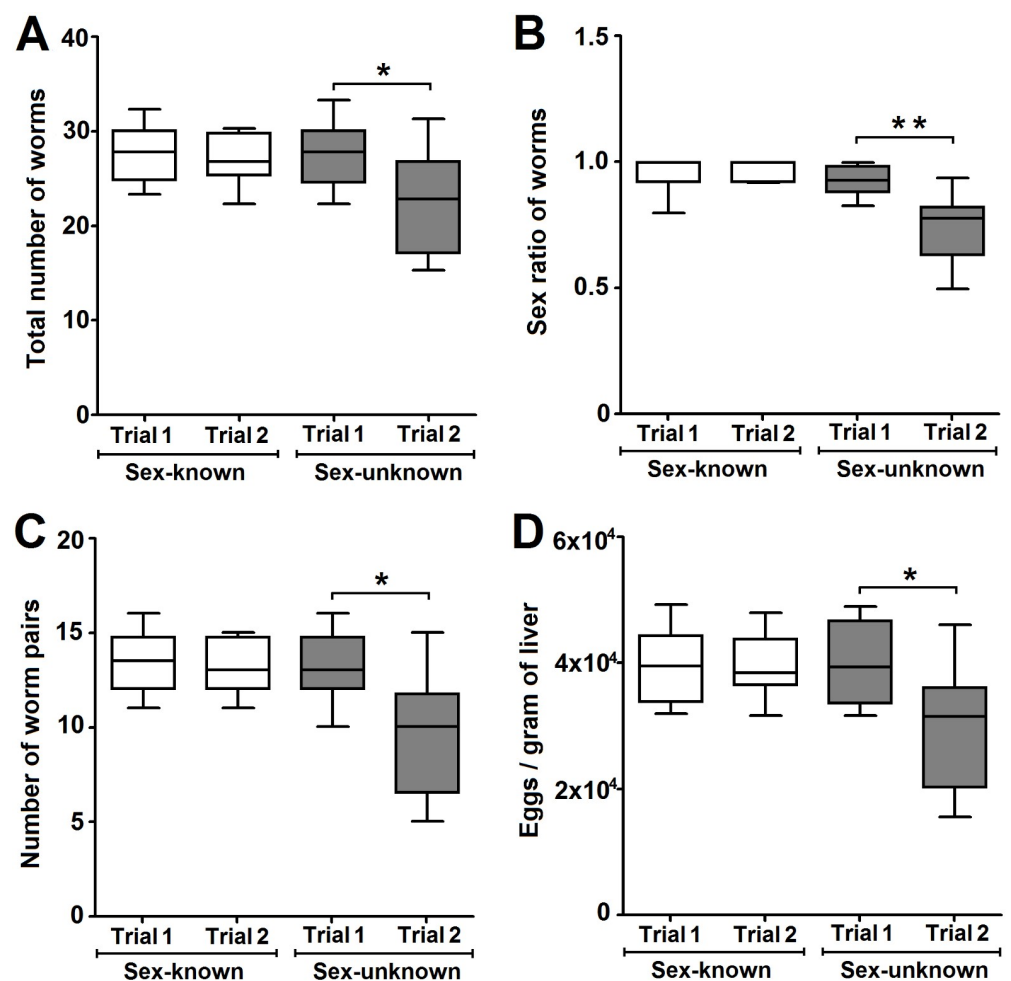 A
Total number of worms
40
30
20
10
0
*
Trial 1 Trial 2 Trial 1 Trial 2
Sex-known Sex-unknown
B
Sex ratio of worms
1.5
1.0
0.5
0
**
Trial 1 Trial 2 Trial 1 Trial 2
Sex-known Sex-unknown
C
Number of worm pairs
20
15
10
5
0
*
Trial 1 Trial 2 Trial 1 Trial 2
Sex-known Sex-unknown
D
Eggs / gram of liver
6x10⁴
4x10⁴
2x10⁴
0
*
Trial 1 Trial 2 Trial 1 Trial 2
Sex-known Sex-unknown